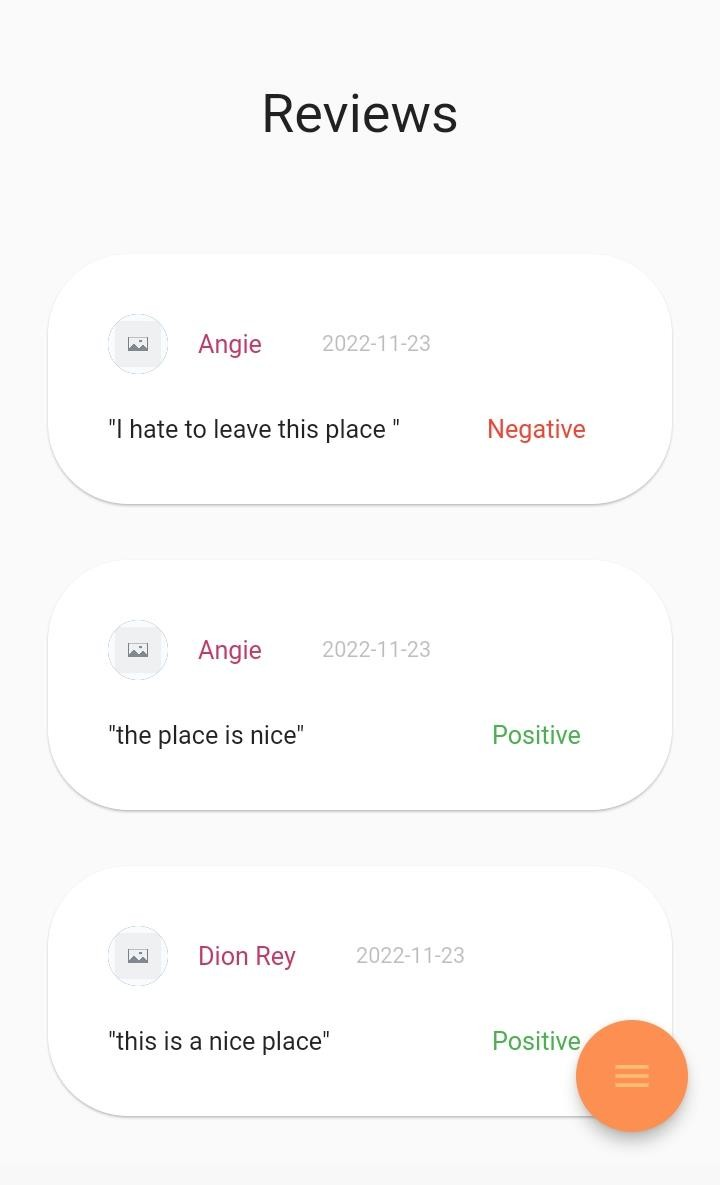 Reviews
Angie 2022-11-23
"I hate to leave this place " Negative
Angie 2022-11-23
"the place is nice" Positive
Dion Rey 2022-11-23
"this is a nice place" Positive